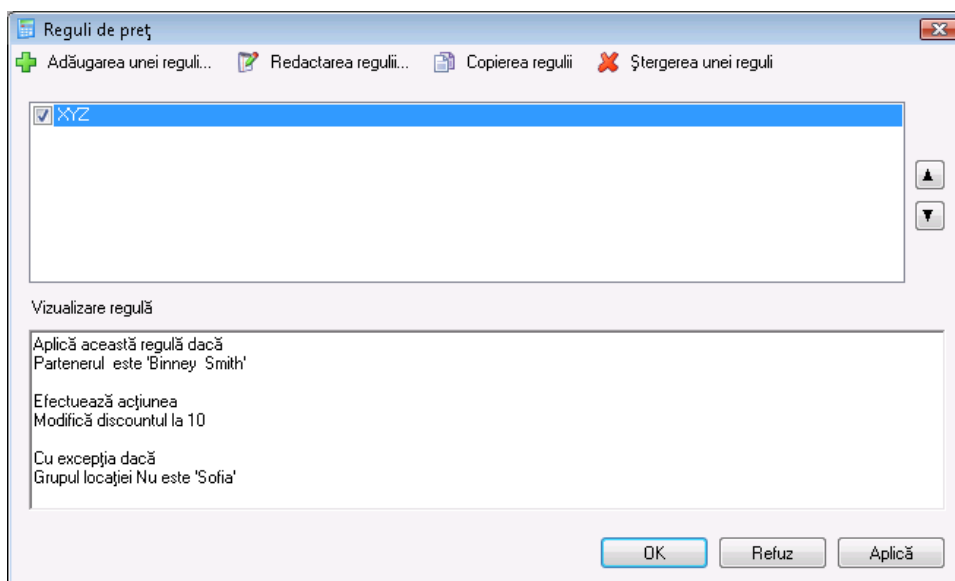 Reguli de preţ
Adăugarea unei reguli... Redactarea regulii... Copierea regulii Ştergerea unei reguli
XYZ
Vizualizare regulă
Aplică această regulă dacă
Partenerul este 'Binney Smith'
Efectuează acţiunea
Modifică discountul la 10
Cu excepţia dacă
Grupul locaţiei Nu este 'Sofia'
OK Refuz Aplică